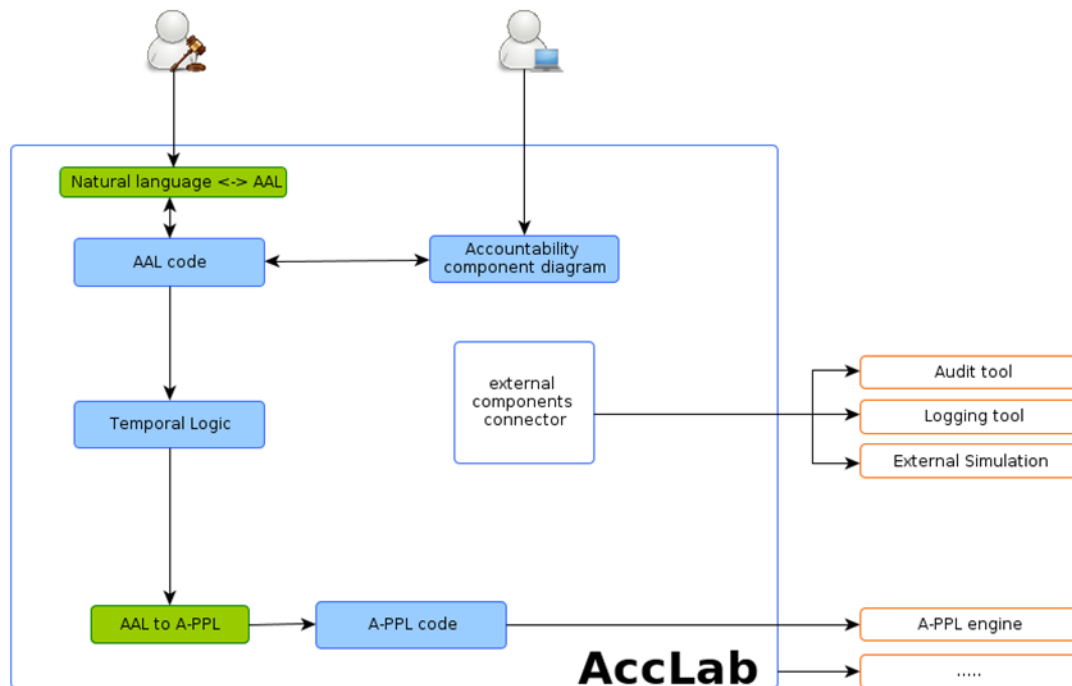 Natural language <-> AAL
AAL code
Accountability
component diagram
external
components
connector
Audit tool
Logging tool
Temporal Logic
External Simulation
AAL to A-PPL
A-PPL code
A-PPL engine
AccLab
.....